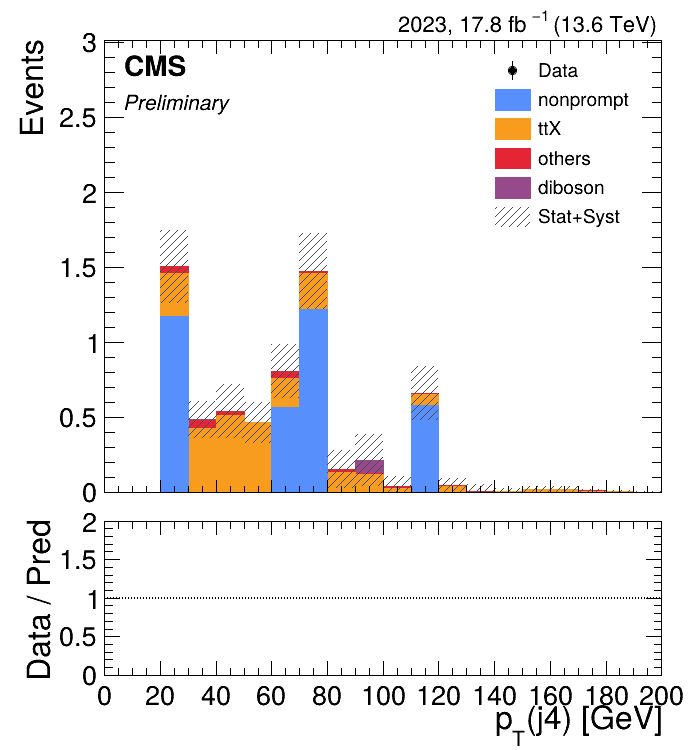 2023, 17.8 fb⁻¹ (13.6 TeV)
CMS
Preliminary
Events
3
2.5
2
1.5
1
0.5
0
Data
nonprompt
ttX
others
diboson
Stat+Syst
Data / Pred
2
1.5
1
0.5
0
0 20 40 60 80 100 120 140 160 180 200
p_T(j4) [GeV]